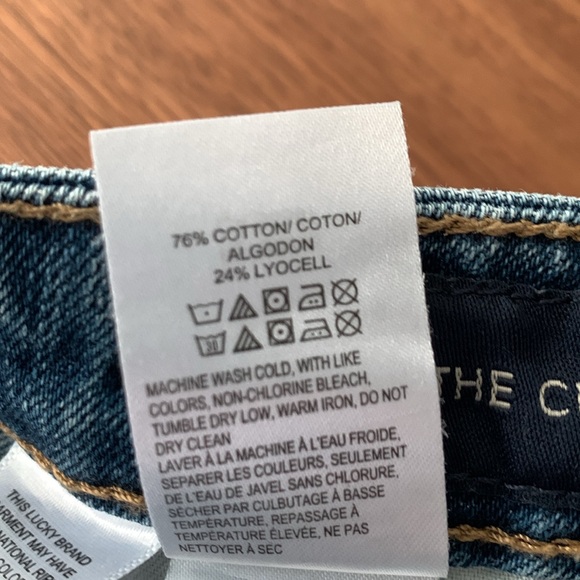 76% COTTON/ COTON/
ALGODON
24% LYOCELL
30
MACHINE WASH COLD, WITH LIKE
COLORS, NON-CHLORINE BLEACH,
TUMBLE DRY LOW, WARM IRON, DO NOT
DRY CLEAN
LAVER À LA MACHINE À L'EAU FROIDE,
SEPARER LES COULEURS, SEULEMENT
DE L'EAU DE JAVEL SANS CHLORURE,
SÉCHER PAR CULBUTAGE À BASSE
TEMPÉRATURE, REPASSAGE À
TEMPÉRATURE ÉLEVÉE, NE PAS
NETTOYER À SEC
THE
THIS LUCKY BRAND
GARMENT MAY HAVE